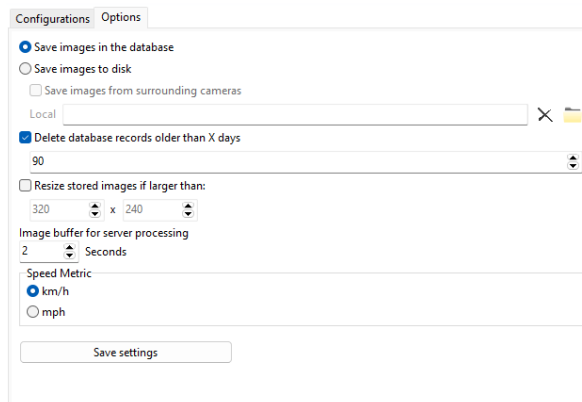 Configurations Options
Save images in the database
Save images to disk
Save images from surrounding cameras
Local
Delete database records older than X days
90
Resize stored images if larger than:
320 x 240
Image buffer for server processing
2 Seconds
Speed Metric
km/h
mph
Save settings